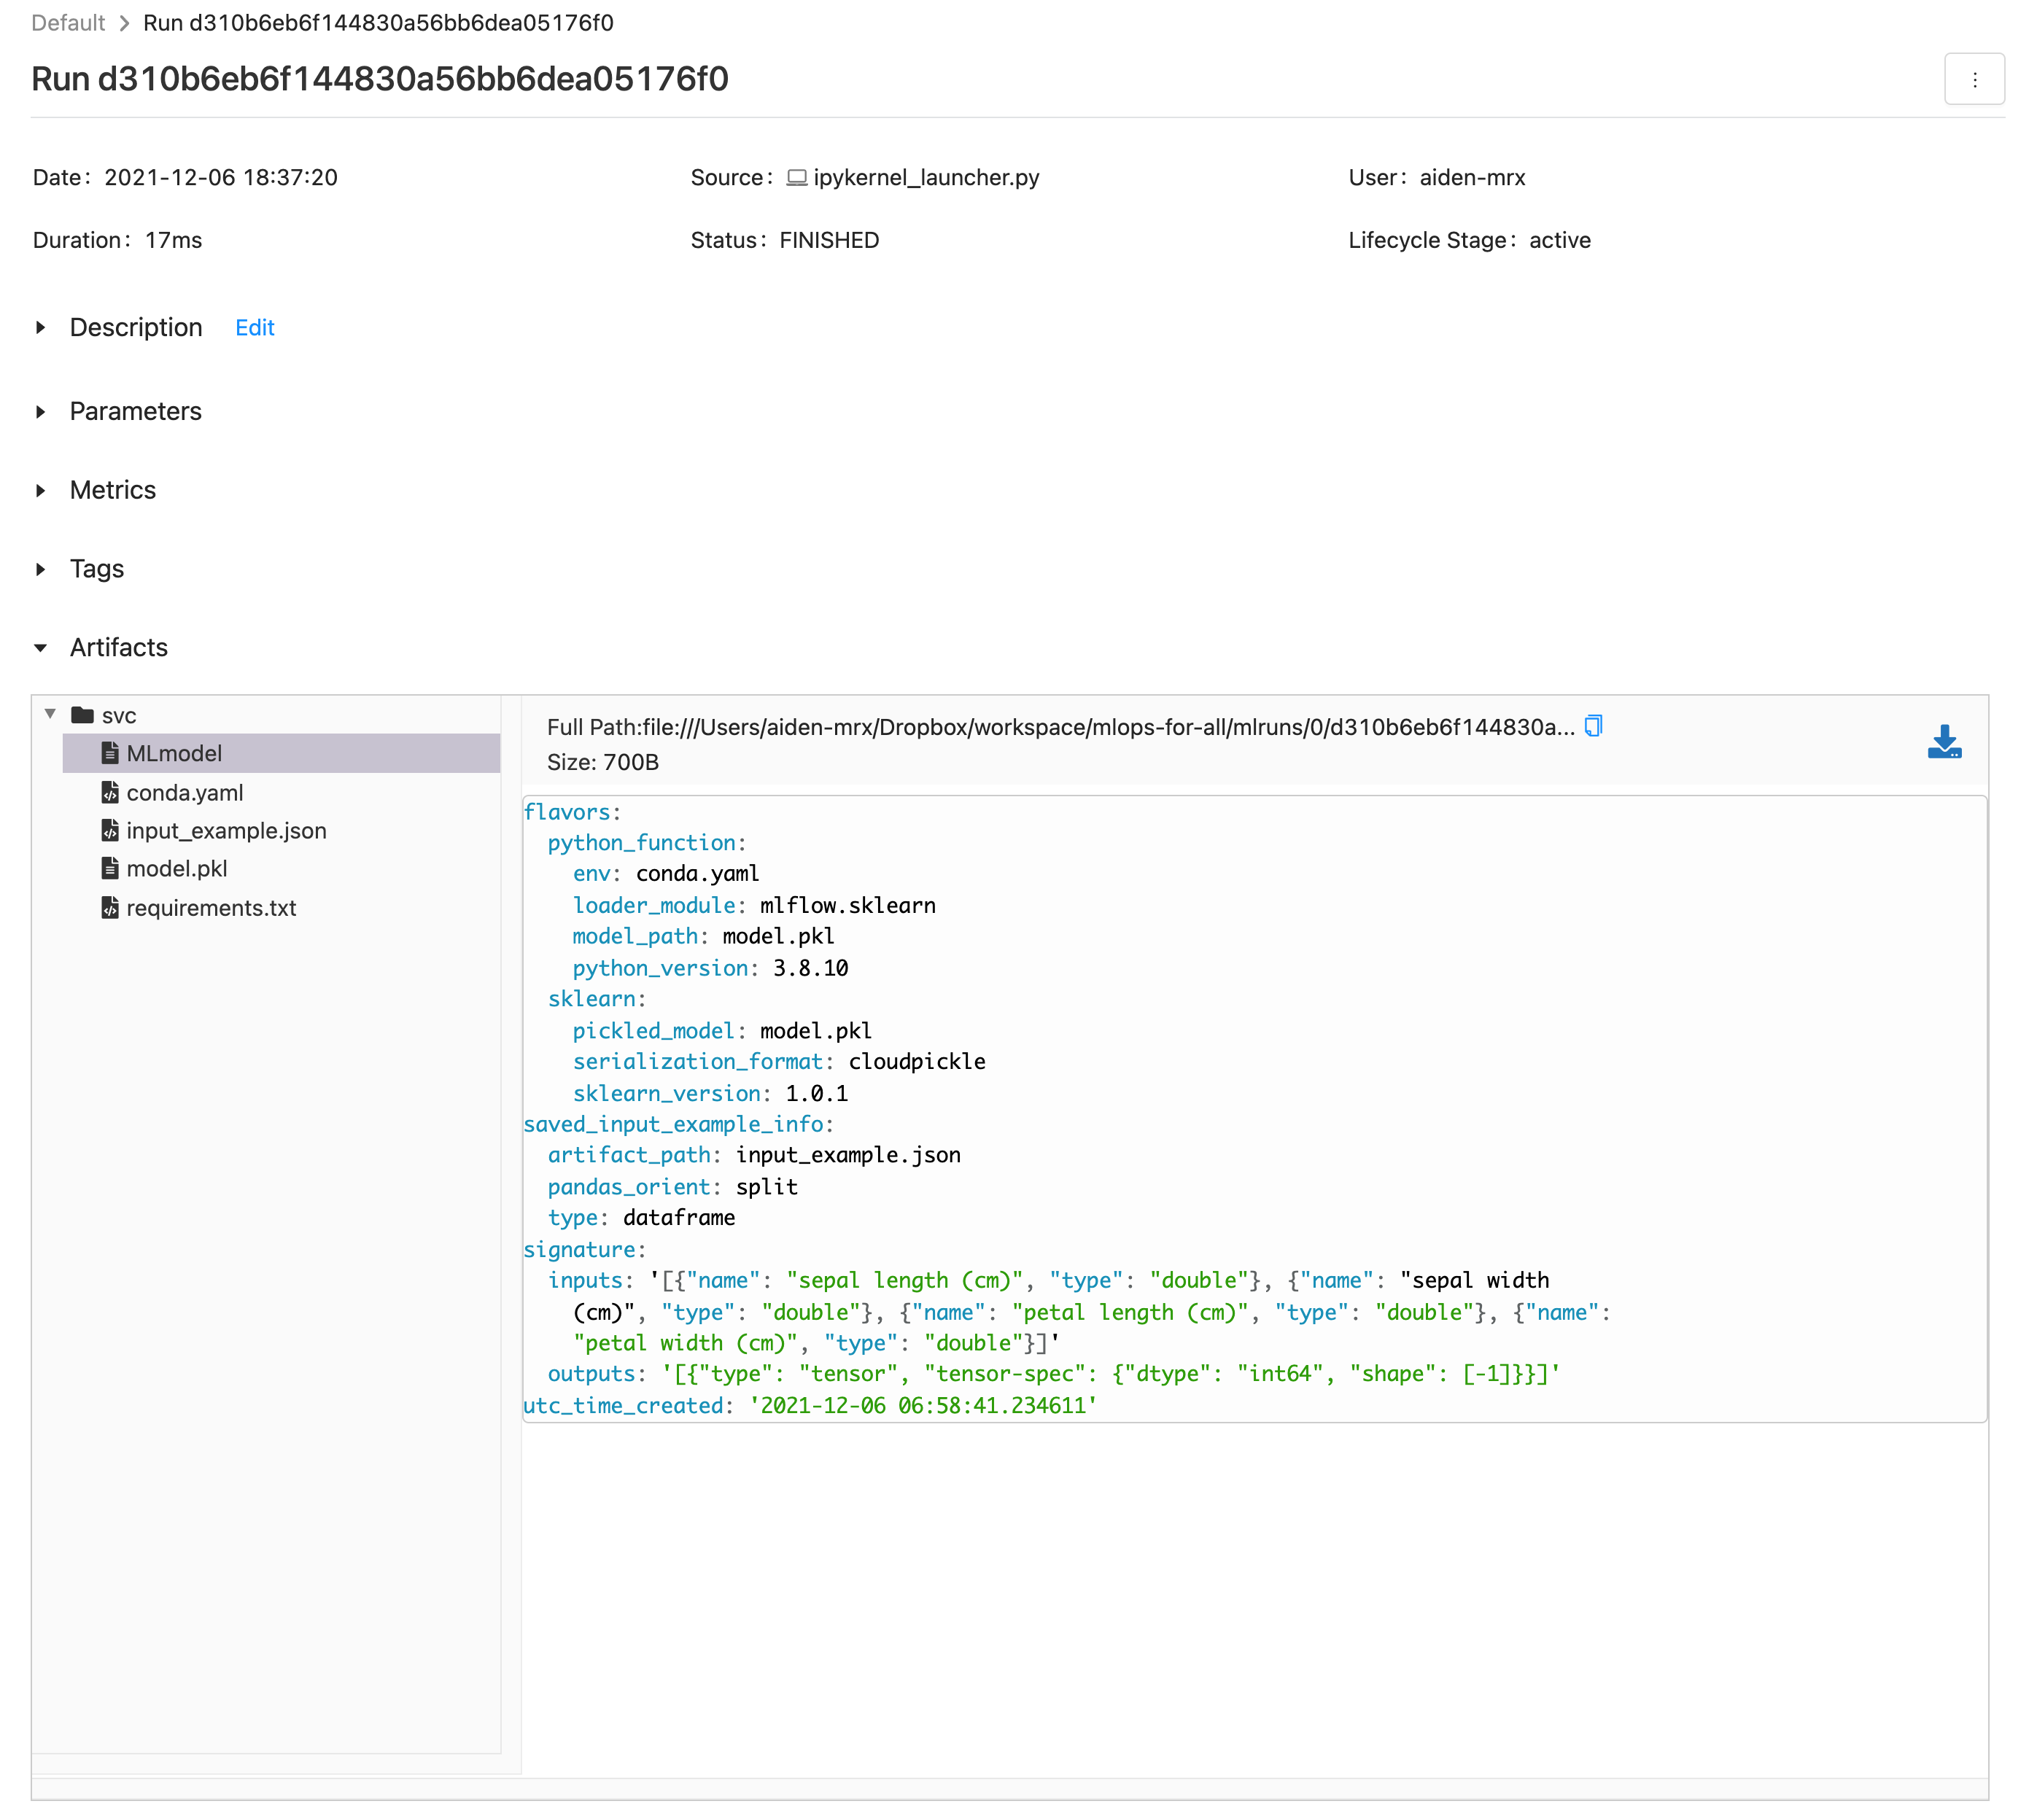 Default > Run d310b6eb6f144830a56bb6dea05176f0
Run d310b6eb6f144830a56bb6dea05176f0
Date: 2021-12-06 18:37:20 Source: ipykernel_launcher.py User: aiden-mrx
Duration: 17ms Status: FINISHED Lifecycle Stage: active
Description Edit
Parameters
Metrics
Tags
Artifacts
svc
MLmodel
conda.yaml
input_example.json
model.pkl
requirements.txt
Full Path:file:///Users/aiden-mrx/Dropbox/workspace/mlops-for-all/mlruns/0/d310b6eb6f144830a...
Size: 700B
flavors:
  python_function:
    env: conda.yaml
    loader_module: mlflow.sklearn
    model_path: model.pkl
    python_version: 3.8.10
  sklearn:
    pickled_model: model.pkl
    serialization_format: cloudpickle
    sklearn_version: 1.0.1
saved_input_example_info:
  artifact_path: input_example.json
  pandas_orient: split
  type: dataframe
signature:
  inputs: '[{"name": "sepal length (cm)", "type": "double"}, {"name": "sepal width
    (cm)", "type": "double"}, {"name": "petal length (cm)", "type": "double"}, {"name":
    "petal width (cm)", "type": "double"}]'
  outputs: '[{"type": "tensor", "tensor-spec": {"dtype": "int64", "shape": [-1]}}]'
utc_time_created: '2021-12-06 06:58:41.234611'